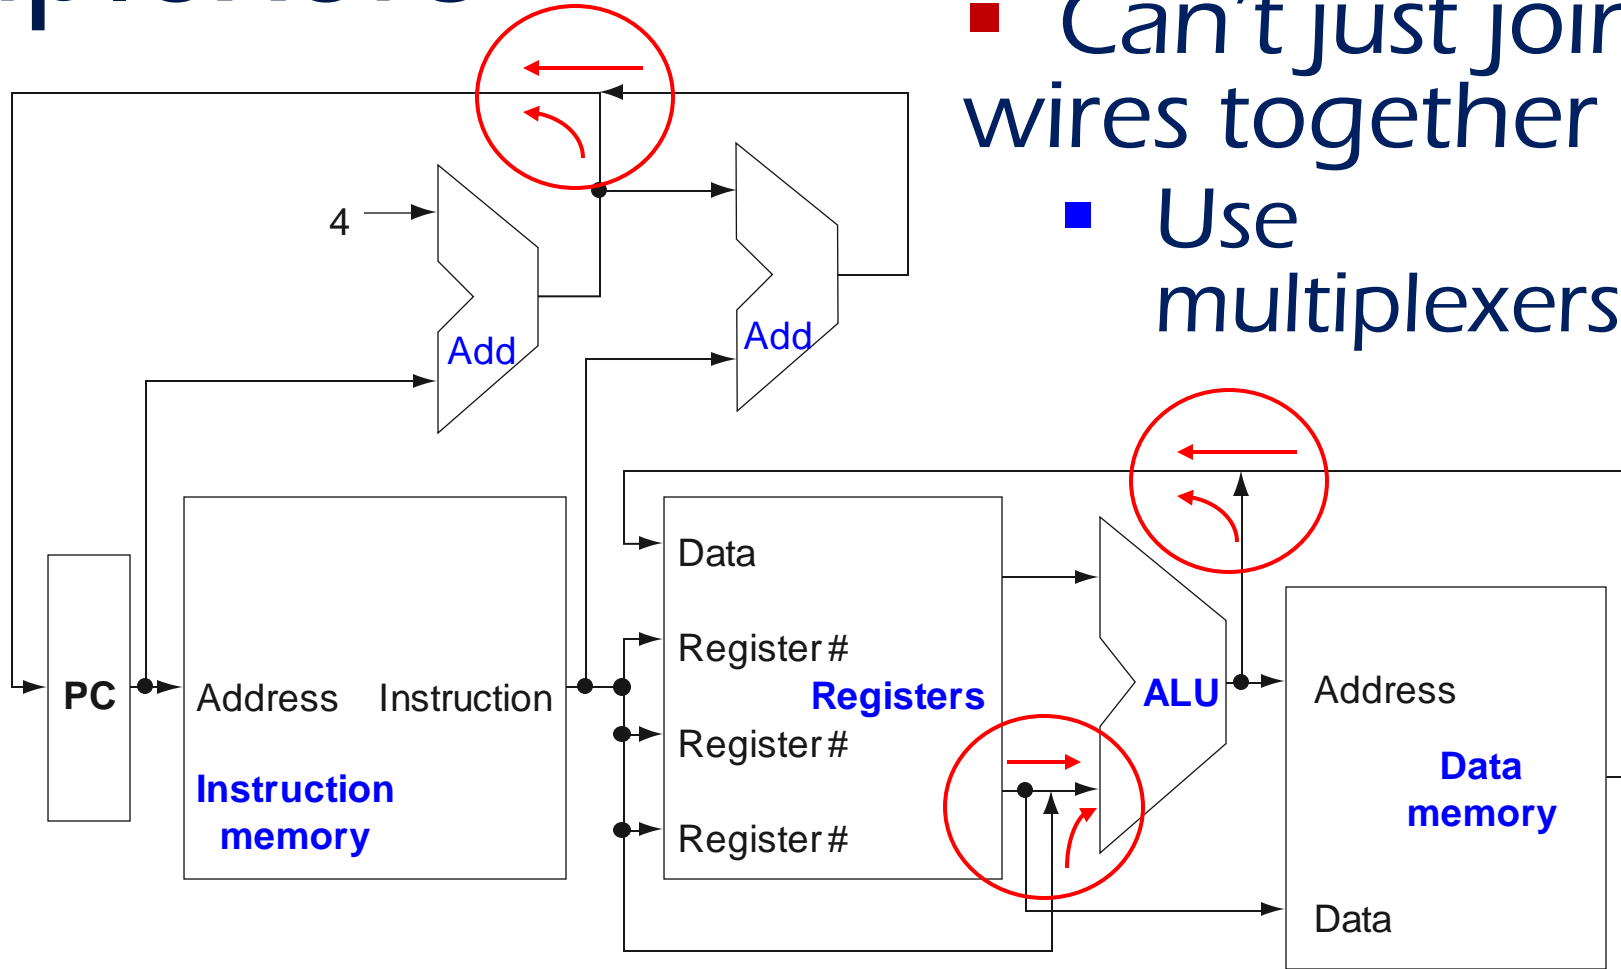 Can't just join
wires together
Use
multiplexers
4
Add
Add
Data
Register #
PC
Address
Instruction
Registers
ALU
Address
Register #
Instruction
memory
Data
memory
Register #
Data